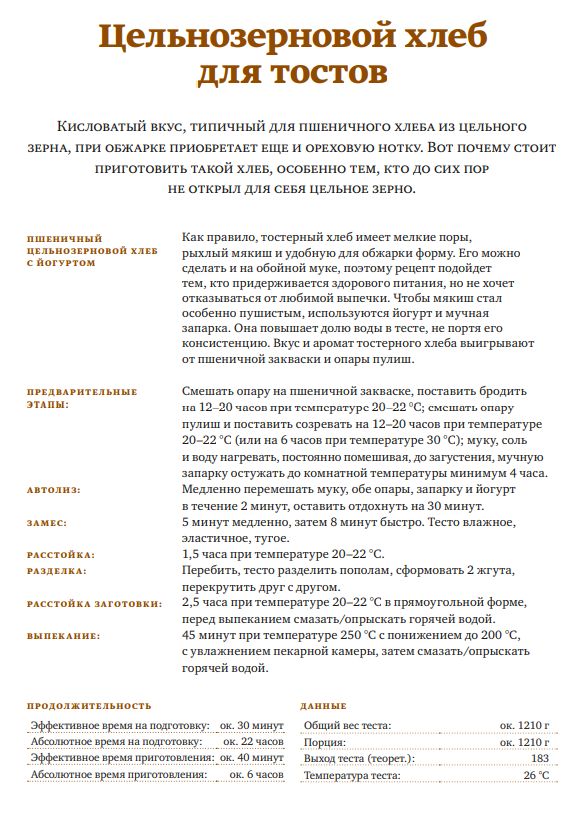 Цельнозерновой хлеб
для тостов
Кисловатый вкус, типичный для пшеничного хлеба из цельного
зерна, при обжарке приобретает еще и ореховую нотку. Вот почему стоит
приготовить такой хлеб, особенно тем, кто до сих пор
не открыл для себя цельное зерно.
пшеничный
цельнозерновой хлеб
с йогуртом
Как правило, тостерный хлеб имеет мелкие поры,
рыхлый мякиш и удобную для обжарки форму. Его можно
сделать и на обойной муке, поэтому рецепт подойдет
тем, кто придерживается здорового питания, но не хочет
отказываться от любимой выпечки. Чтобы мякиш стал
особенно пушистым, используются йогурт и мучная
запарка. Она повышает долю воды в тесте, не портя его
консистенцию. Вкус и аромат тостерного хлеба выигрывают
от пшеничной закваски и опары пулиш.
предварительные
этапы:
Смешать опару на пшеничной закваске, поставить бродить
на 12–20 часов при температуре 20–22 °C; смешать опару
пулиш и поставить созревать на 12–20 часов при температуре
20–22 °C (или на 6 часов при температуре 30 °C); муку, соль
и воду нагревать, постоянно помешивая, до загустения, мучную
запарку остужать до комнатной температуры минимум 4 часа.
автолиз:
Медленно перемешать муку, обе опары, запарку и йогурт
в течение 2 минут, оставить отдохнуть на 30 минут.
замес:
5 минут медленно, затем 8 минут быстро. Тесто влажное,
эластичное, тугое.
расстойка:
1,5 часа при температуре 20–22 °C.
разделка:
Перебить, тесто разделить пополам, сформовать 2 жгута,
перекрутить друг с другом.
расстойка заготовки:
2,5 часа при температуре 20–22 °C в прямоугольной форме,
перед выпеканием смазать/опрыскать горячей водой.
выпекание:
45 минут при температуре 250 °C с понижением до 200 °C,
с увлажнением пекарной камеры, затем смазать/опрыскать
горячей водой.
продолжительность
Эффективное время на подготовку: ок. 30 минут
Абсолютное время на подготовку: ок. 22 часов
Эффективное время приготовления: ок. 40 минут
Абсолютное время приготовления: ок. 6 часов
данные
Общий вес теста: ок. 1210 г
Порция: ок. 1210 г
Выход теста (теорет.): 183
Температура теста: 26 °C